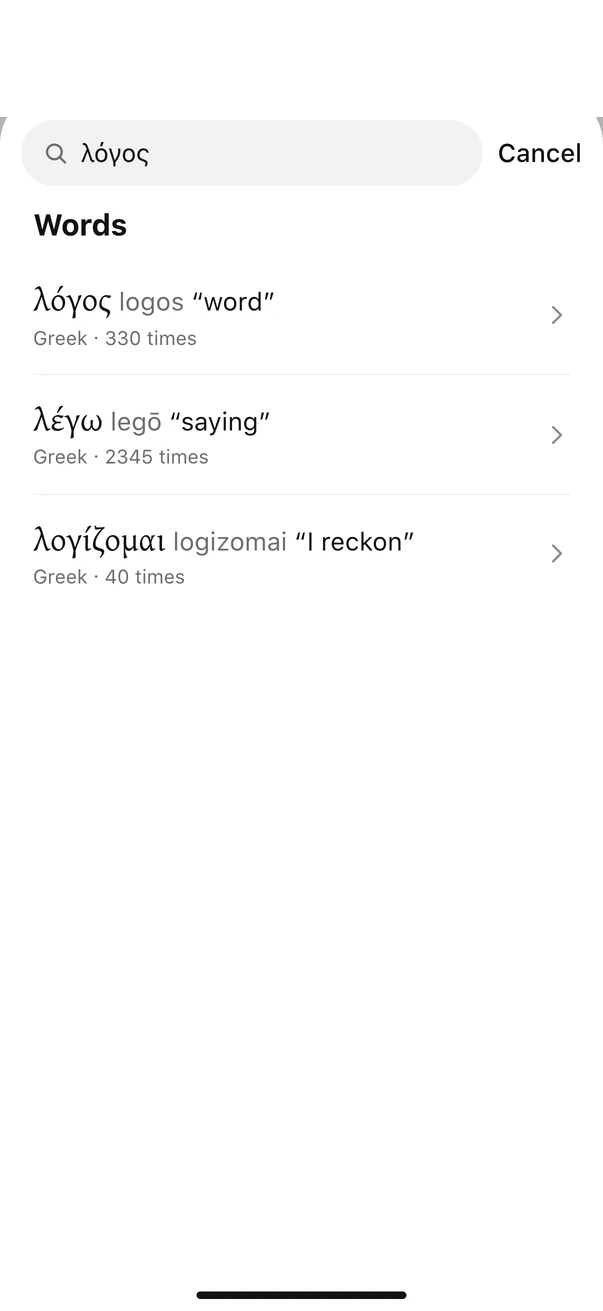 λόγος
Cancel
Words
λόγος logos “word”
Greek · 330 times
λέγω legō “saying”
Greek · 2345 times
λογίζομαι logizomai “I reckon”
Greek · 40 times